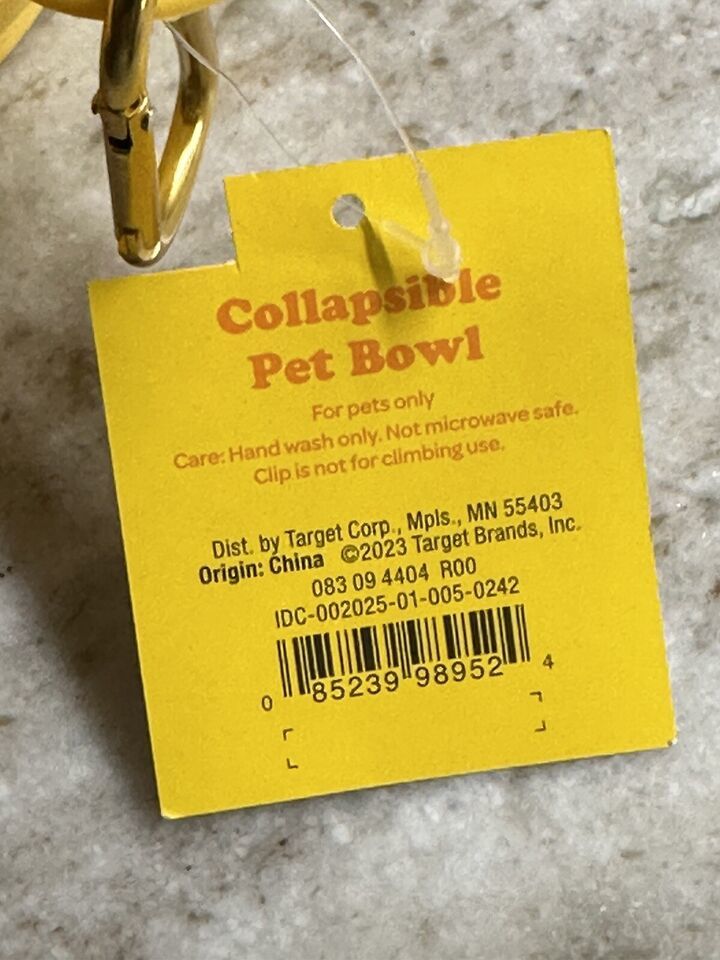 Collapsible
Pet Bowl
For pets only
Care: Hand wash only. Not microwave safe.
Clip is not for climbing use.
Dist. by Target Corp., Mpls., MN 55403
Origin: China ©2023 Target Brands, Inc.
083 09 4404 R00
IDC-002025-01-005-0242
0 85239 98952 4